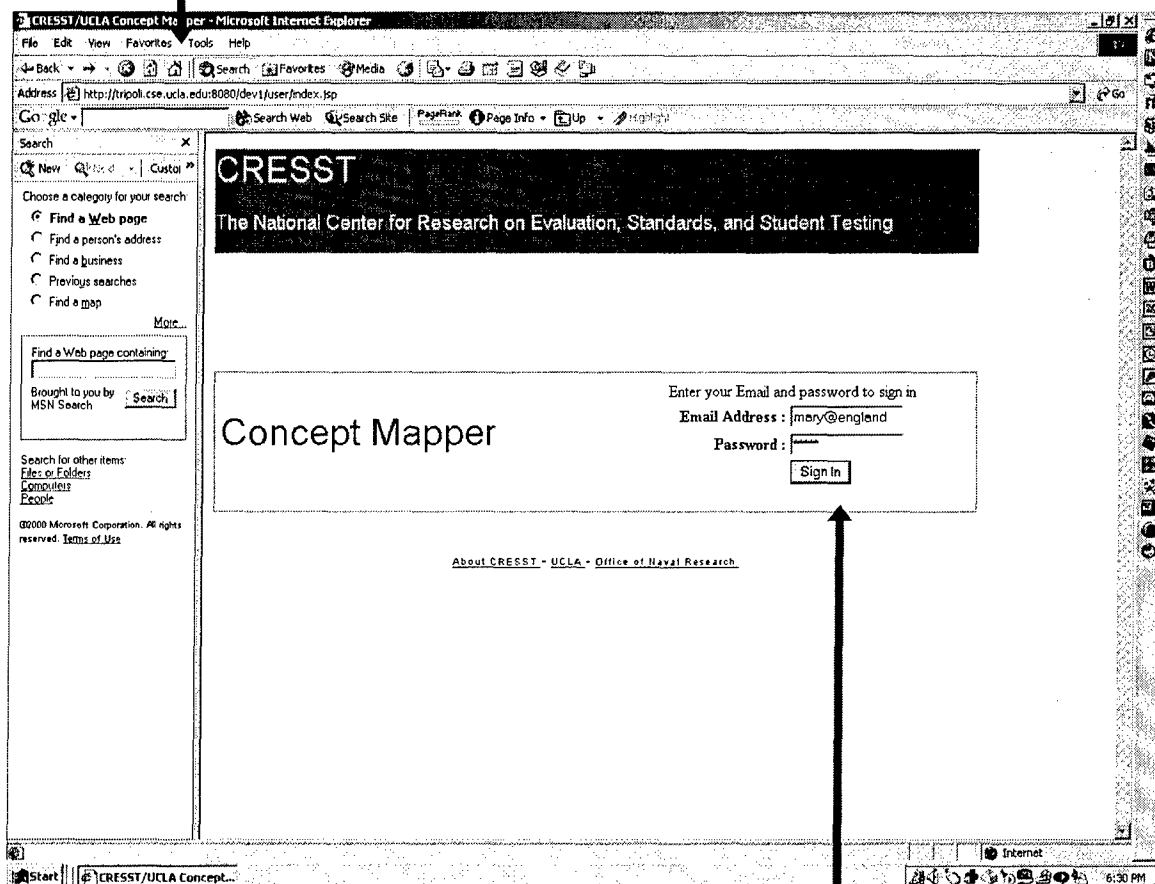 CRESST/UCLA Concept Mapper - Microsoft Internet Explorer
File Edit View Favorites Tools Help
Back Search Favorites Media
Address http://tripoli.cse.ucla.edu:8080/dev1/user/index.jsp Go
Google Search Web Search Site PageRank Page Info Up Highlight
Search
New Custor »
Choose a category for your search:
Find a Web page
Find a person's address
Find a business
Previous searches
Find a map
More...
Find a Web page containing:
Brought to you by
MSN Search
Search
Search for other items:
Files or Folders
Computers
People
©2000 Microsoft Corporation. All rights
reserved. Terms of Use
CRESST
The National Center for Research on Evaluation, Standards, and Student Testing
Concept Mapper
Enter your Email and password to sign in
Email Address : mary@england
Password :
Sign In
About CRESST - UCLA - Office of Naval Research
Internet
Start CRESST/UCLA Concept... 6:30 PM